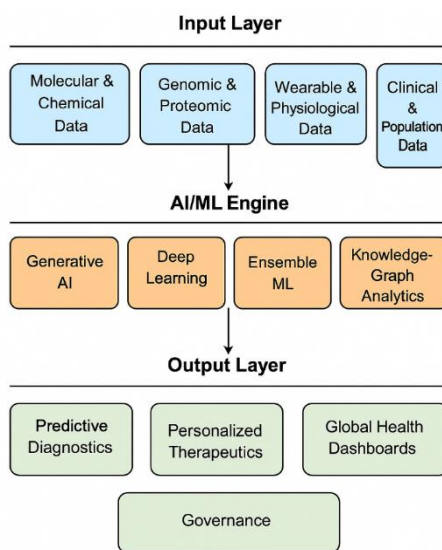 Input Layer
Molecular &
Chemical
Data
Genomic &
Proteomic
Data
Wearable &
Physiological
Data
Clinical
&
Population
Data
AI/ML Engine
Generative
AI
Deep
Learning
Ensemble
ML
Knowledge-
Graph
Analytics
Output Layer
Predictive
Diagnostics
Personalized
Therapeutics
Global Health
Dashboards
Governance